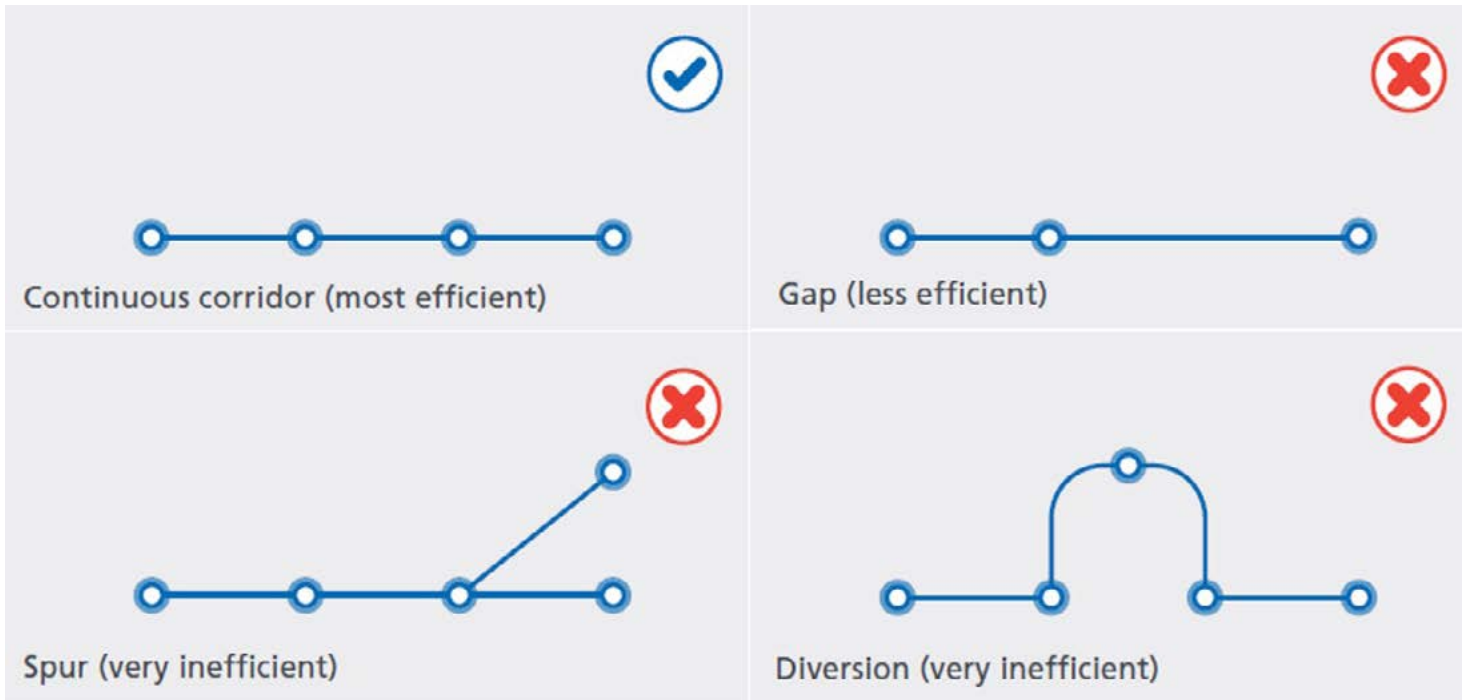 Continuous corridor (most efficient)
Gap (less efficient)
Spur (very inefficient)
Diversion (very inefficient)